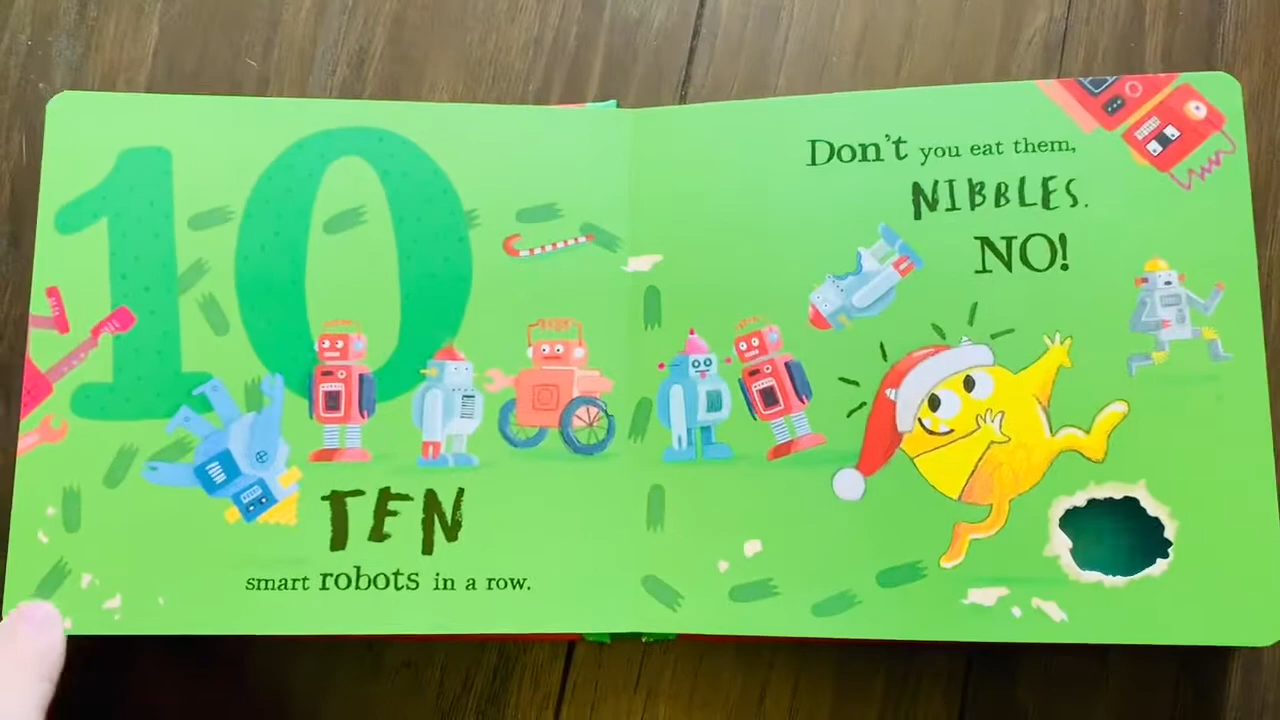 10
TEN
smart robots in a row.
Don't you eat them,
NIBBLES.
NO!